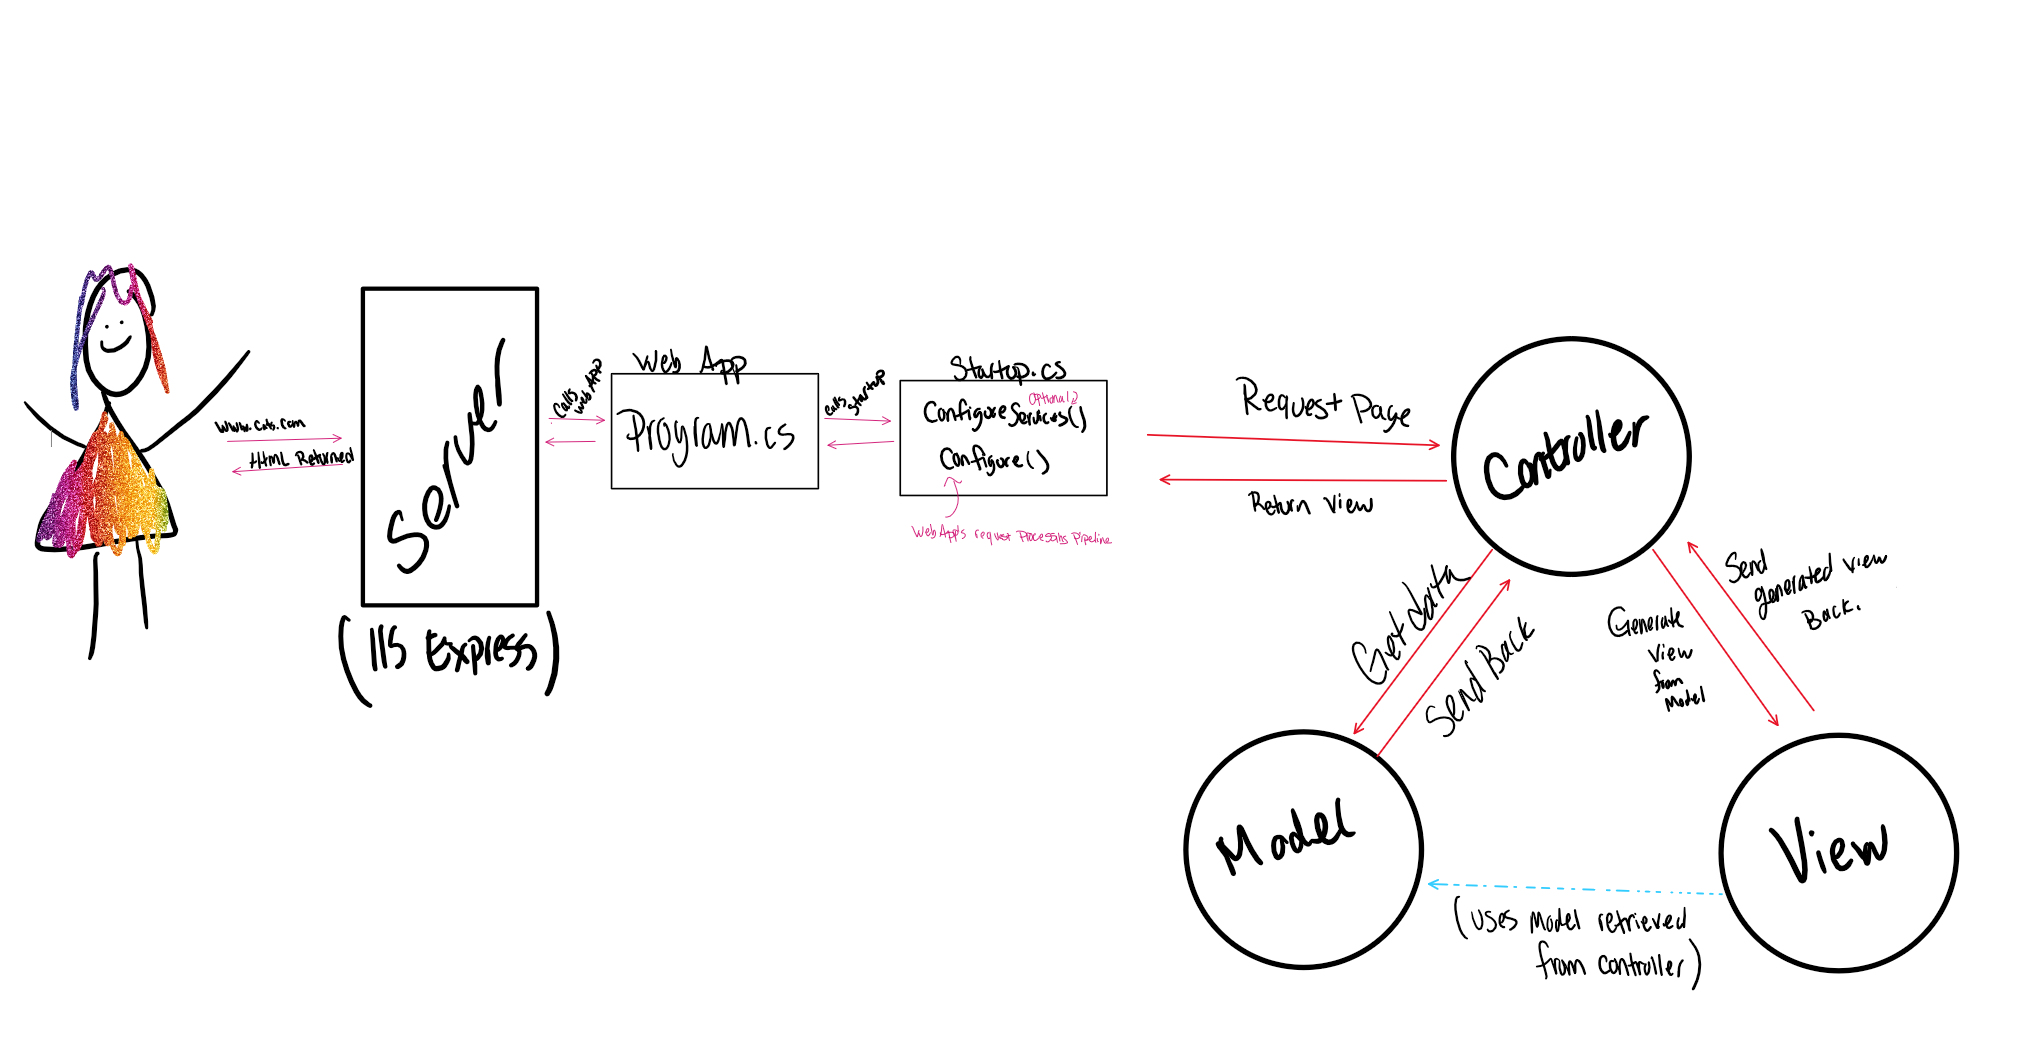 www.cats.com
HTML Returned
Server
(IIS Express)
Calls
Web App
Web App
Program.cs
Calls
Startup
Startup.cs
Optional
ConfigureServices()
Configure()
Web App's request Processing Pipeline
Request Page
Return View
Controller
Get data
Send Back
Generate
View
from
Model
Send
generated view
Back.
Model
View
(Uses Model retrieved
from controller)